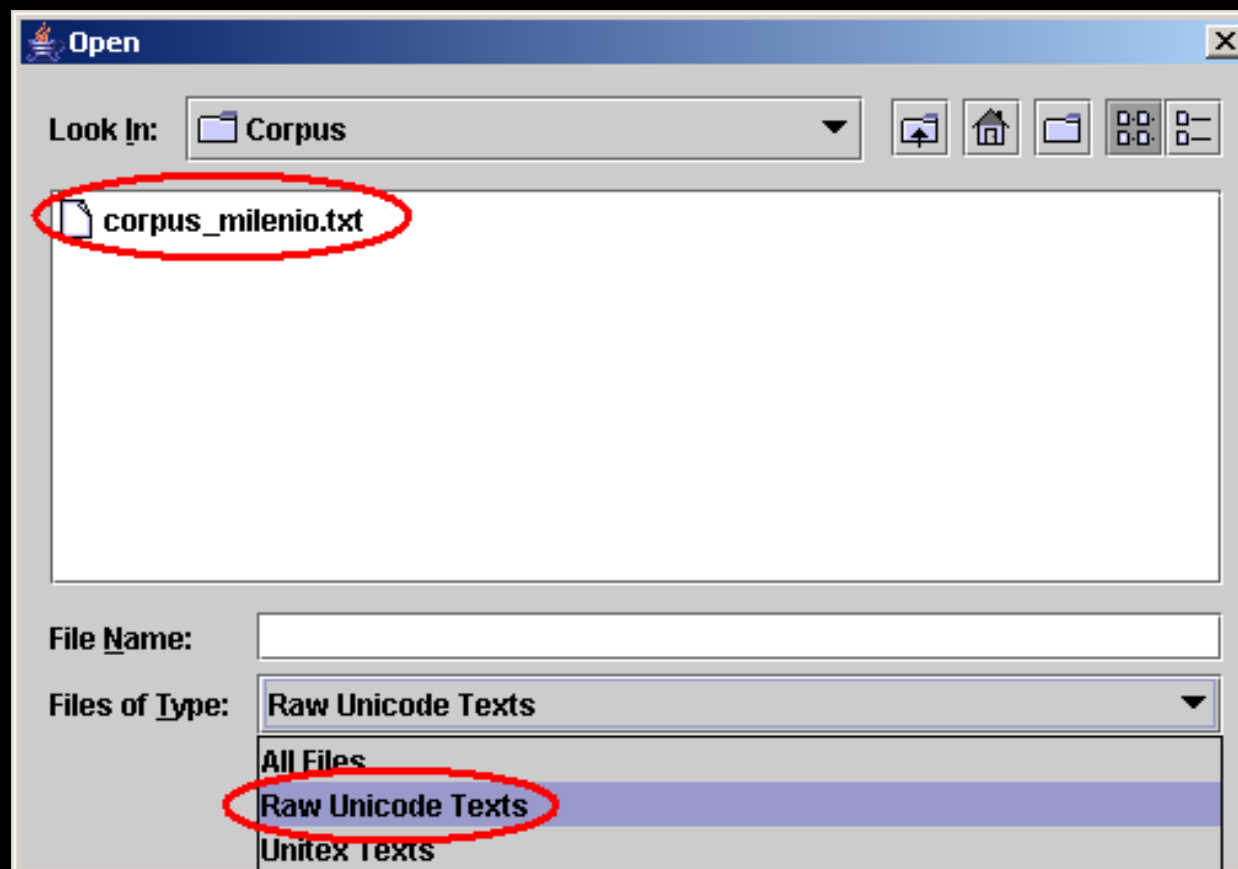 Open
Look In: Corpus
corpus_milenio.txt
File Name:
Files of Type: Raw Unicode Texts
All Files
Raw Unicode Texts
Unitex Texts